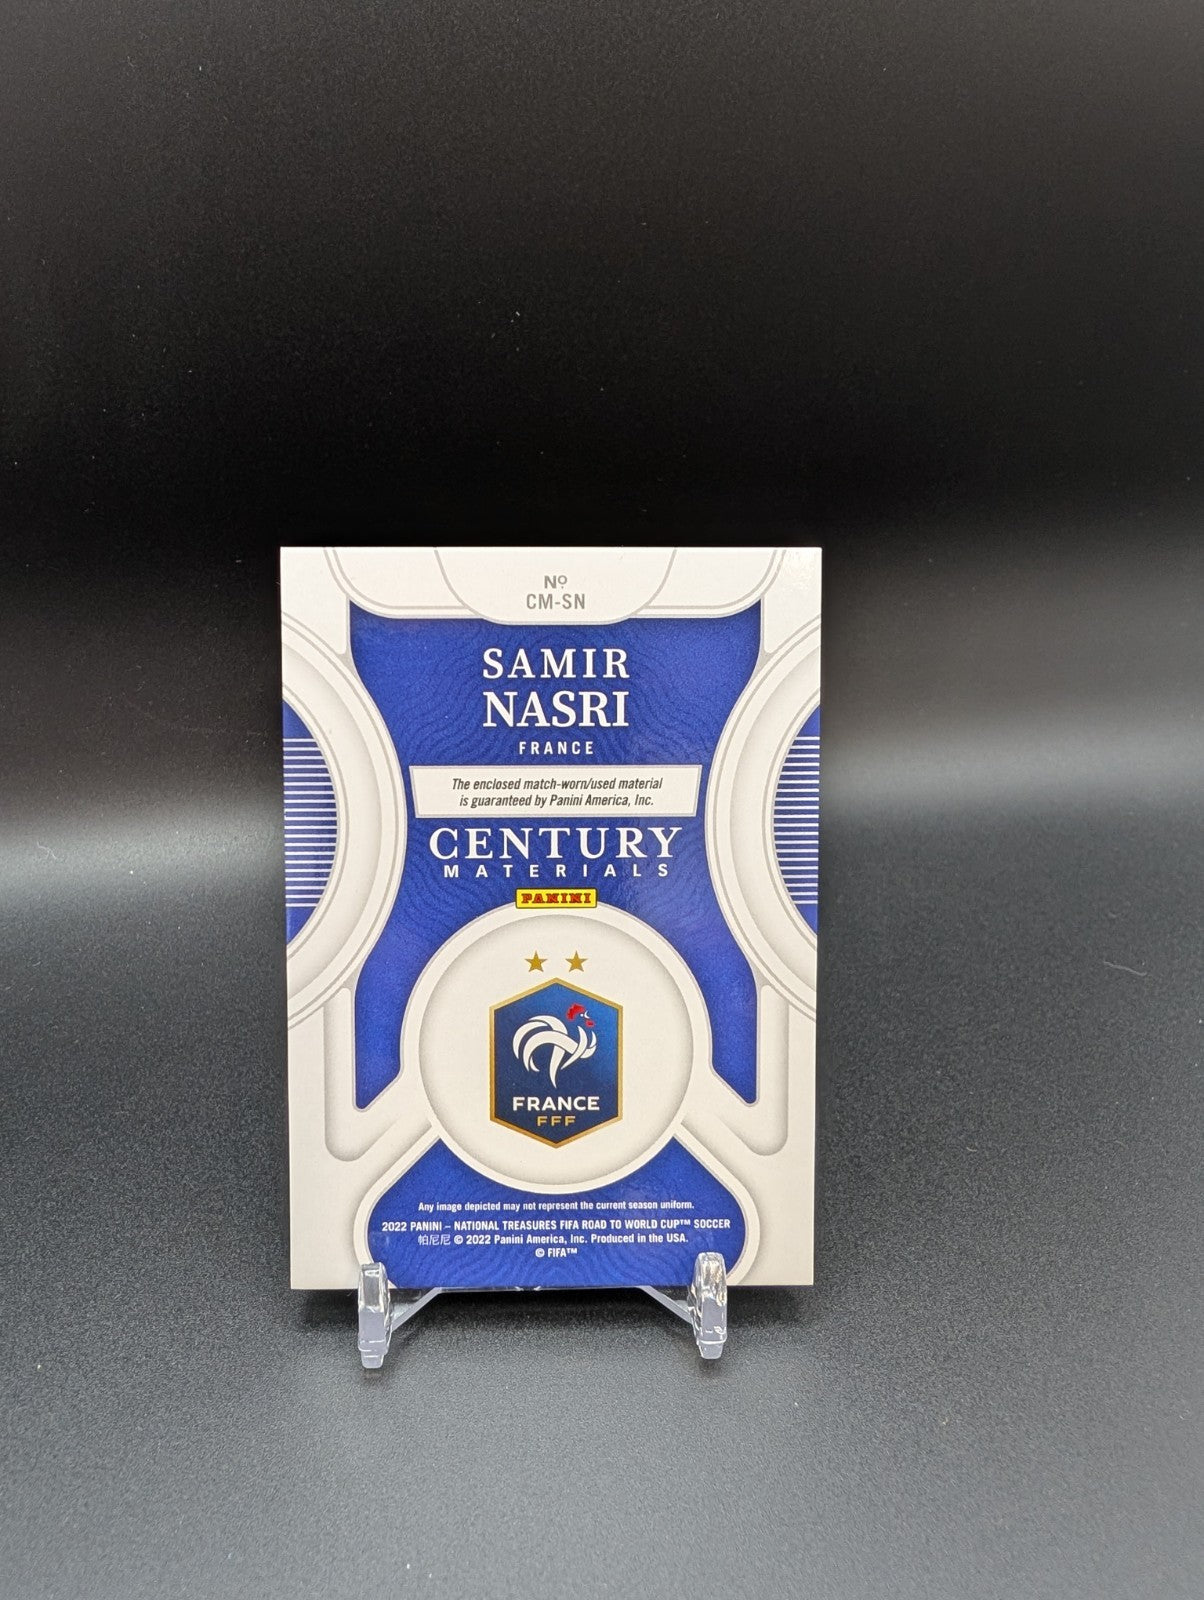 Nº
CM-SN
SAMIR
NASRI
FRANCE
The enclosed match-worn/used material
is guaranteed by Panini America, Inc.
CENTURY
MATERIALS
PANINI
FRANCE
FFF
Any image depicted may not represent the current season uniform.
2022 PANINI – NATIONAL TREASURES FIFA ROAD TO WORLD CUP™ SOCCER
帕尼尼 © 2022 Panini America, Inc. Produced in the USA.
© FIFA™